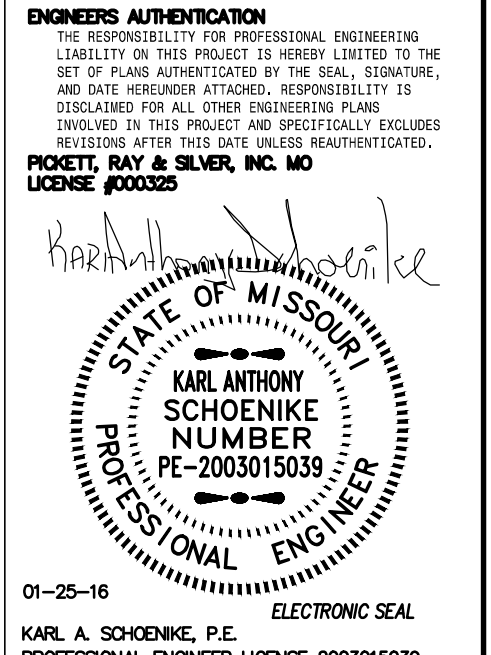 ENGINEERS AUTHENTICATION
THE RESPONSIBILITY FOR PROFESSIONAL ENGINEERING
LIABILITY ON THIS PROJECT IS HEREBY LIMITED TO THE
SET OF PLANS AUTHENTICATED BY THE SEAL, SIGNATURE,
AND DATE HEREUNDER ATTACHED. RESPONSIBILITY IS
DISCLAIMED FOR ALL OTHER ENGINEERING PLANS
INVOLVED IN THIS PROJECT AND SPECIFICALLY EXCLUDES
REVISIONS AFTER THIS DATE UNLESS REAUTHENTICATED.
PICKETT, RAY & SILVER, INC. MO
LICENSE #000325
Karl Anthony Schoenike
STATE OF MISSOURI
KARL ANTHONY
SCHOENIKE
NUMBER
PE-2003015039
PROFESSIONAL ENGINEER
01-25-16
ELECTRONIC SEAL
KARL A. SCHOENIKE, P.E.
PROFESSIONAL ENGINEER LICENSE 2003015039